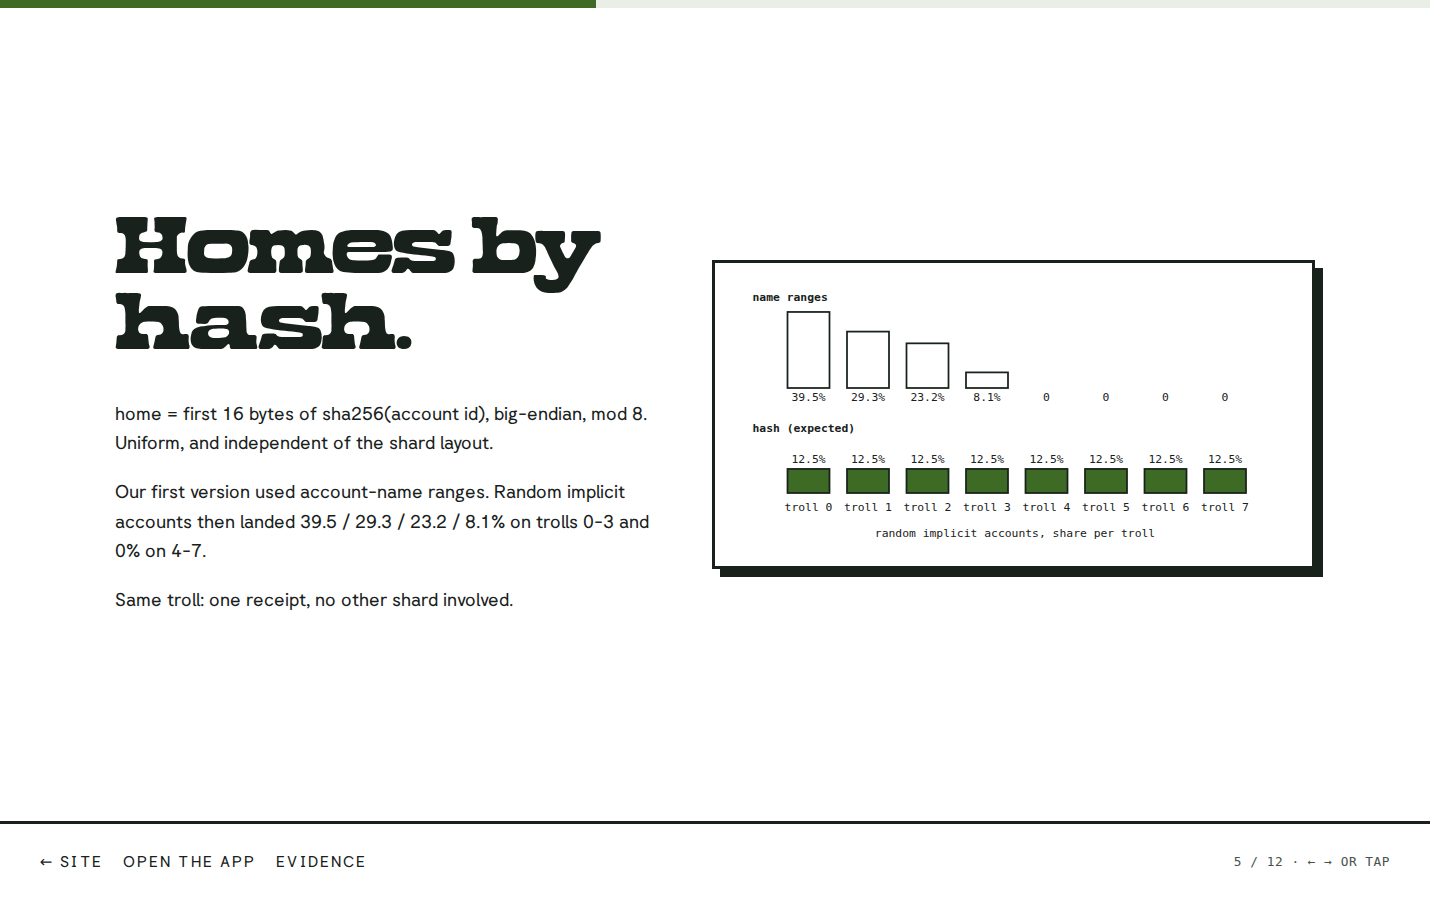 Homes by
hash.
home = first 16 bytes of sha256(account id), big-endian, mod 8.
Uniform, and independent of the shard layout.
Our first version used account-name ranges. Random implicit
accounts then landed 39.5 / 29.3 / 23.2 / 8.1% on trolls 0-3 and
0% on 4-7.
Same troll: one receipt, no other shard involved.
name ranges
39.5% 29.3% 23.2% 8.1% 0 0 0 0
hash (expected)
12.5% 12.5% 12.5% 12.5% 12.5% 12.5% 12.5% 12.5%
troll 0 troll 1 troll 2 troll 3 troll 4 troll 5 troll 6 troll 7
random implicit accounts, share per troll
← SITE OPEN THE APP EVIDENCE
5 / 12 · ← → OR TAP